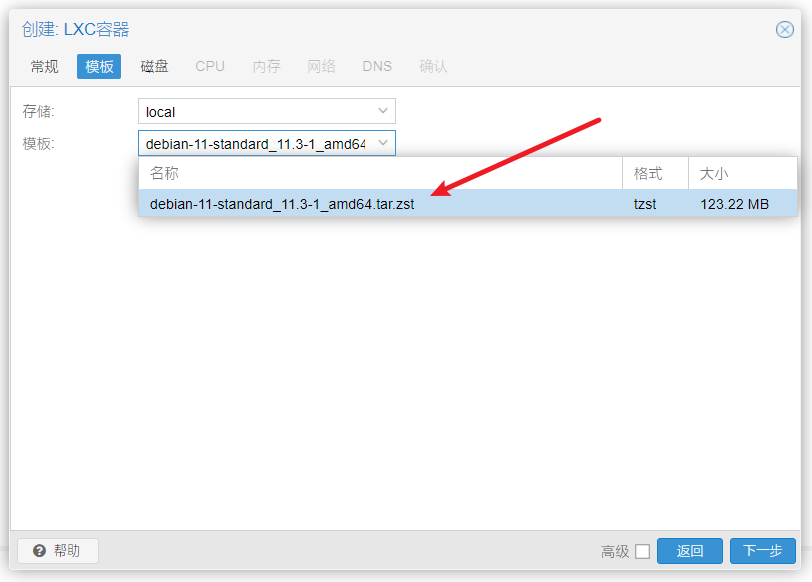 创建: LXC容器
常规 模板 磁盘 CPU 内存 网络 DNS 确认
存储: local
模板: debian-11-standard_11.3-1_amd64
名称 格式 大小
debian-11-standard_11.3-1_amd64.tar.zst tzst 123.22 MB
帮助 高级 返回 下一步